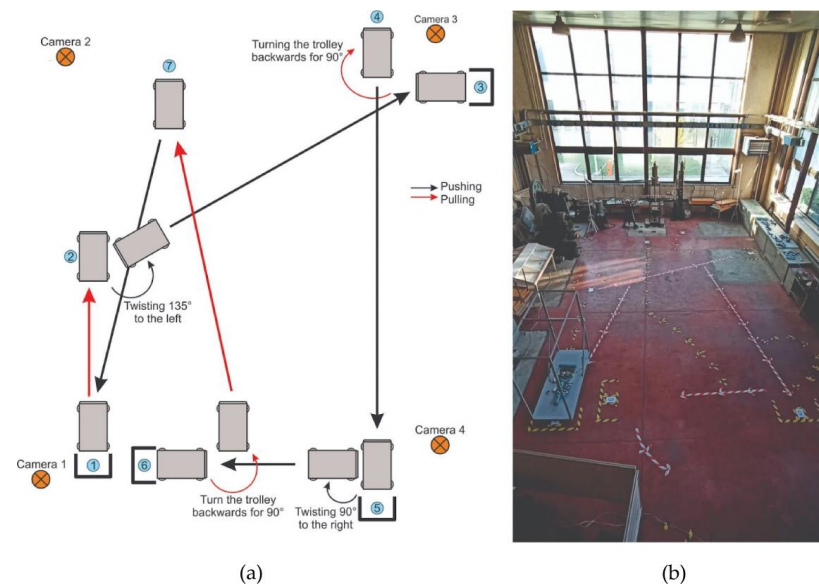 Camera 2
7
4
Camera 3
Turning the trolley
backwards for 90°
3
Pushing
Pulling
2
Twisting 135°
to the left
Camera 1
1
6
Turn the trolley
backwards for 90°
Twisting 90°
to the right
5
Camera 4
(a)
(b)